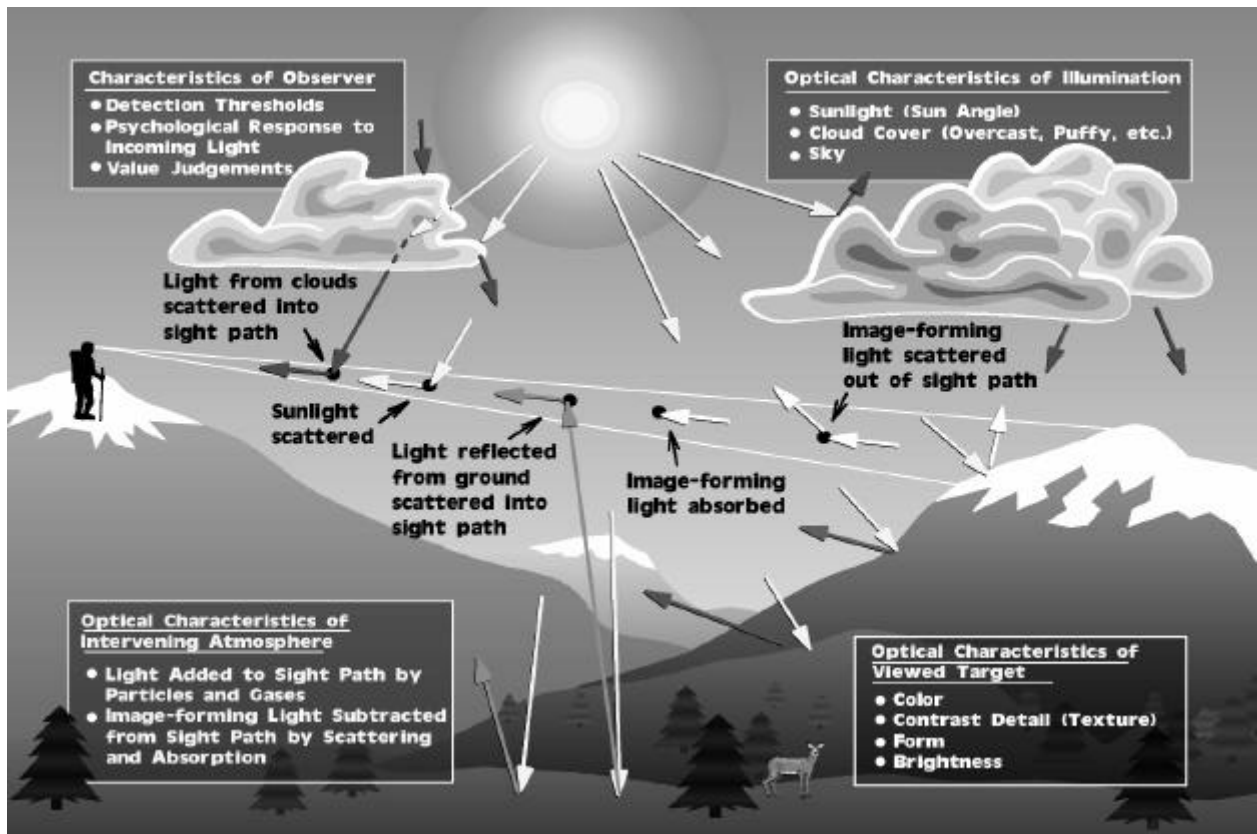 Characteristics of Observer
● Detection Thresholds
● Psychological Response to
Incoming Light
● Value Judgements
Optical Characteristics of Illumination
● Sunlight (Sun Angle)
● Cloud Cover (Overcast, Puffy, etc.)
● Sky
Light from clouds
scattered into
sight path
Image-forming
light scattered
out of sight path
Sunlight
scattered
Light reflected
from ground
scattered into
sight path
Image-forming
light absorbed
Optical Characteristics of
Intervening Atmosphere
● Light Added to Sight Path by
Particles and Gases
● Image-forming Light Subtracted
from Sight Path by Scattering
and Absorption
Optical Characteristics of
Viewed Target
● Color
● Contrast Detail (Texture)
● Form
● Brightness